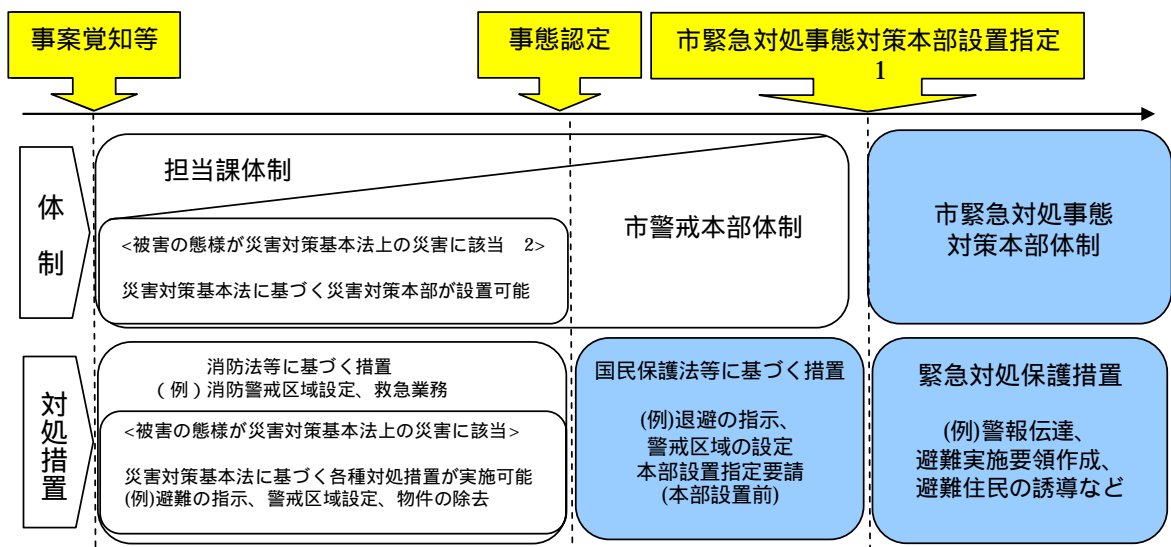 事案覚知等
事態認定
市緊急対処事態対策本部設置指定
1
体
制
担当課体制
<被害の態様が災害対策基本法上の災害に該当 2>
災害対策基本法に基づく災害対策本部が設置可能
市警戒本部体制
市緊急対処事態
対策本部体制
対処措置
消防法等に基づく措置
(例)消防警戒区域設定、救急業務
<被害の態様が災害対策基本法上の災害に該当>
災害対策基本法に基づく各種対処措置が実施可能
(例)避難の指示、警戒区域設定、物件の除去
国民保護法等に基づく措置
(例)退避の指示、
警戒区域の設定
本部設置指定要請
(本部設置前)
緊急対処保護措置
(例)警報伝達、
避難実施要領作成、
避難住民の誘導など